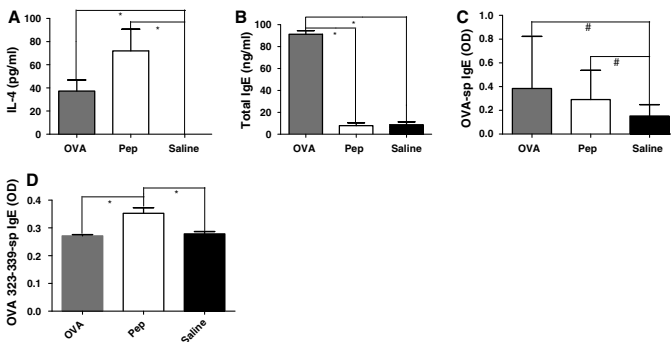 A
IL-4 (pg/ml)
100
80
60
40
20
0
*
*
OVA Pep Saline
B
Total IgE (ng/ml)
100
80
60
40
20
0
*
*
OVA Pep Saline
C
OVA-sp IgE (OD)
1.0
0.8
0.6
0.4
0.2
0.0
#
#
OVA Pep Saline
D
OVA 323-339-sp IgE (OD)
0.4
0.3
0.2
0.1
0.0
*
*
OVA Pep Saline